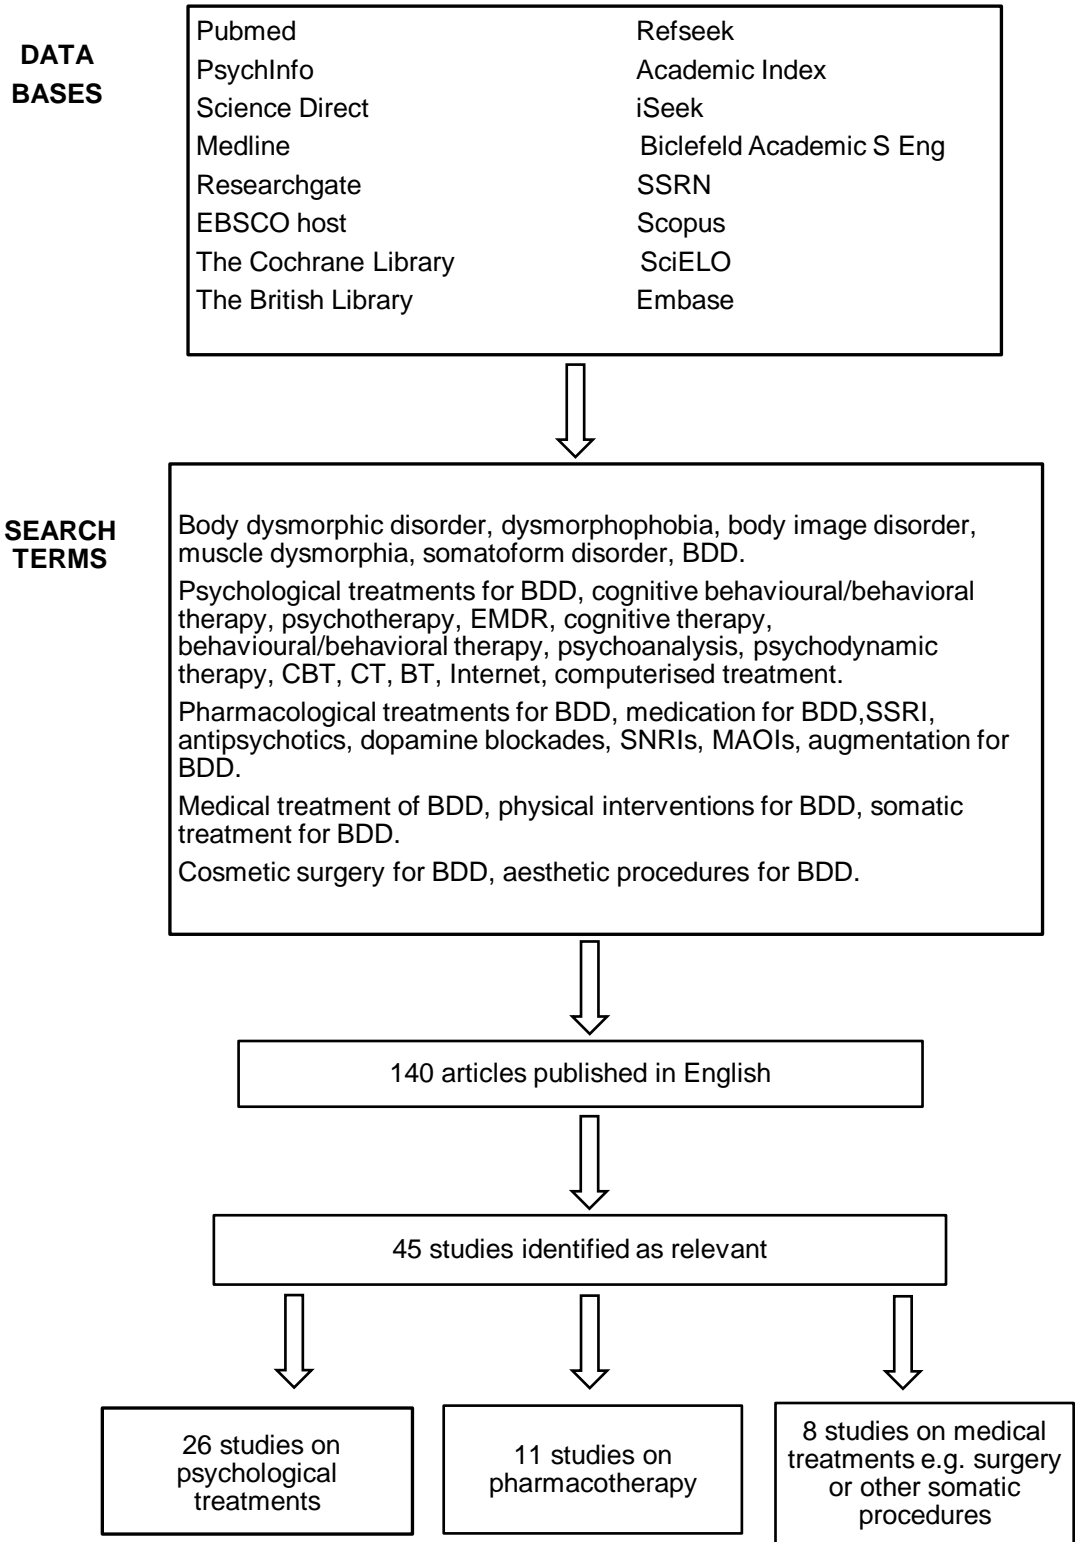 DATA
BASES
Pubmed
PsychInfo
Science Direct
Medline
Researchgate
EBSCO host
The Cochrane Library
The British Library
Refseek
Academic Index
iSeek
Biclefeld Academic S Eng
SSRN
Scopus
SciELO
Embase
SEARCH
TERMS
Body dysmorphic disorder, dysmorphophobia, body image disorder,
muscle dysmorphia, somatoform disorder, BDD.
Psychological treatments for BDD, cognitive behavioural/behavioral
therapy, psychotherapy, EMDR, cognitive therapy,
behavioural/behavioral therapy, psychoanalysis, psychodynamic
therapy, CBT, CT, BT, Internet, computerised treatment.
Pharmacological treatments for BDD, medication for BDD,SSRI,
antipsychotics, dopamine blockades, SNRIs, MAOIs, augmentation for
BDD.
Medical treatment of BDD, physical interventions for BDD, somatic
treatment for BDD.
Cosmetic surgery for BDD, aesthetic procedures for BDD.
140 articles published in English
45 studies identified as relevant
26 studies on
psychological
treatments
11 studies on
pharmacotherapy
8 studies on medical
treatments e.g. surgery
or other somatic
procedures